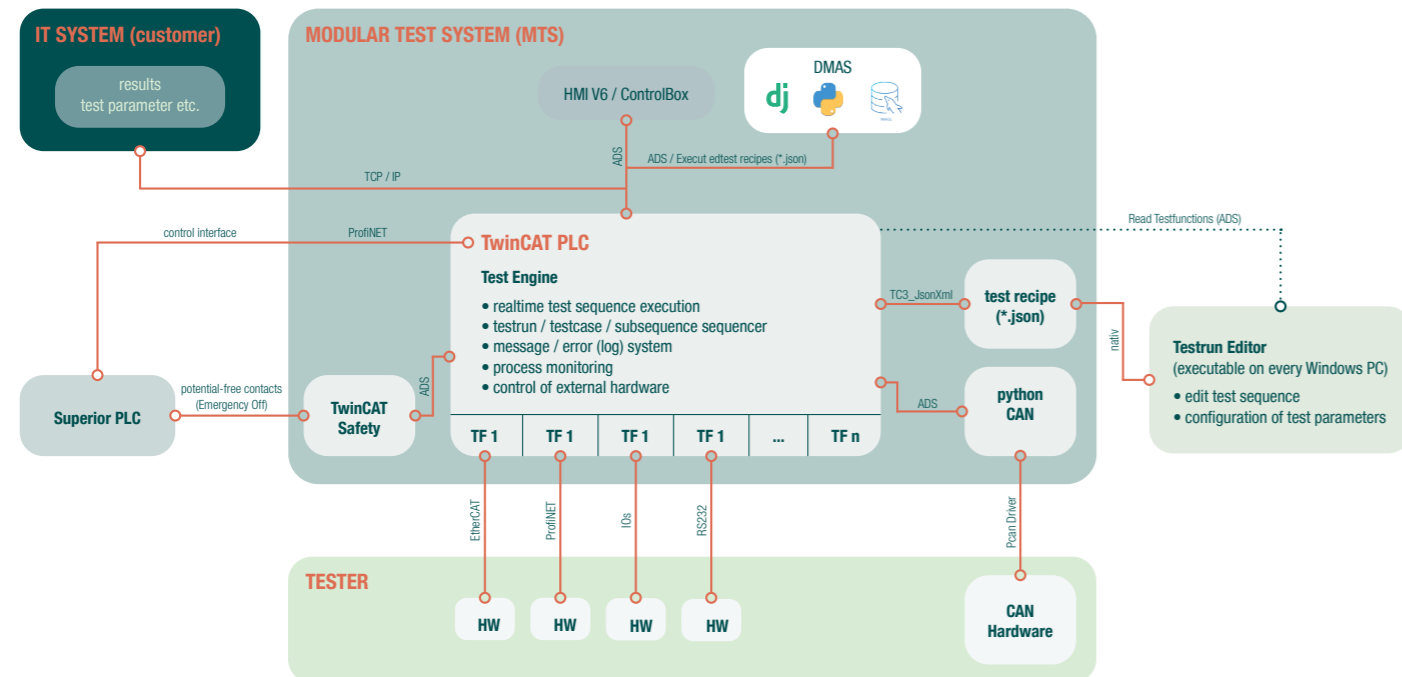 IT SYSTEM (customer)
results
test parameter etc.
MODULAR TEST SYSTEM (MTS)
HMI V6 / ControlBox
DMAS
dj
ADS
ADS / Execut edtest recipes (*.json)
TCP / IP
control interface
ProfiNET
Read Testfunctions (ADS)
TwinCAT PLC
Test Engine
• realtime test sequence execution
• testrun / testcase / subsequence sequencer
• message / error (log) system
• process monitoring
• control of external hardware
TC3_JsonXml
test recipe
(*.json)
nativ
Testrun Editor
(executable on every Windows PC)
• edit test sequence
• configuration of test parameters
Superior PLC
potential-free contacts
(Emergency Off)
TwinCAT
Safety
ADS
ADS
python
CAN
TF 1
TF 1
TF 1
TF 1
...
TF n
EtherCAT
ProfiNET
IOs
RS232
Pcan Driver
TESTER
HW
HW
HW
HW
CAN
Hardware